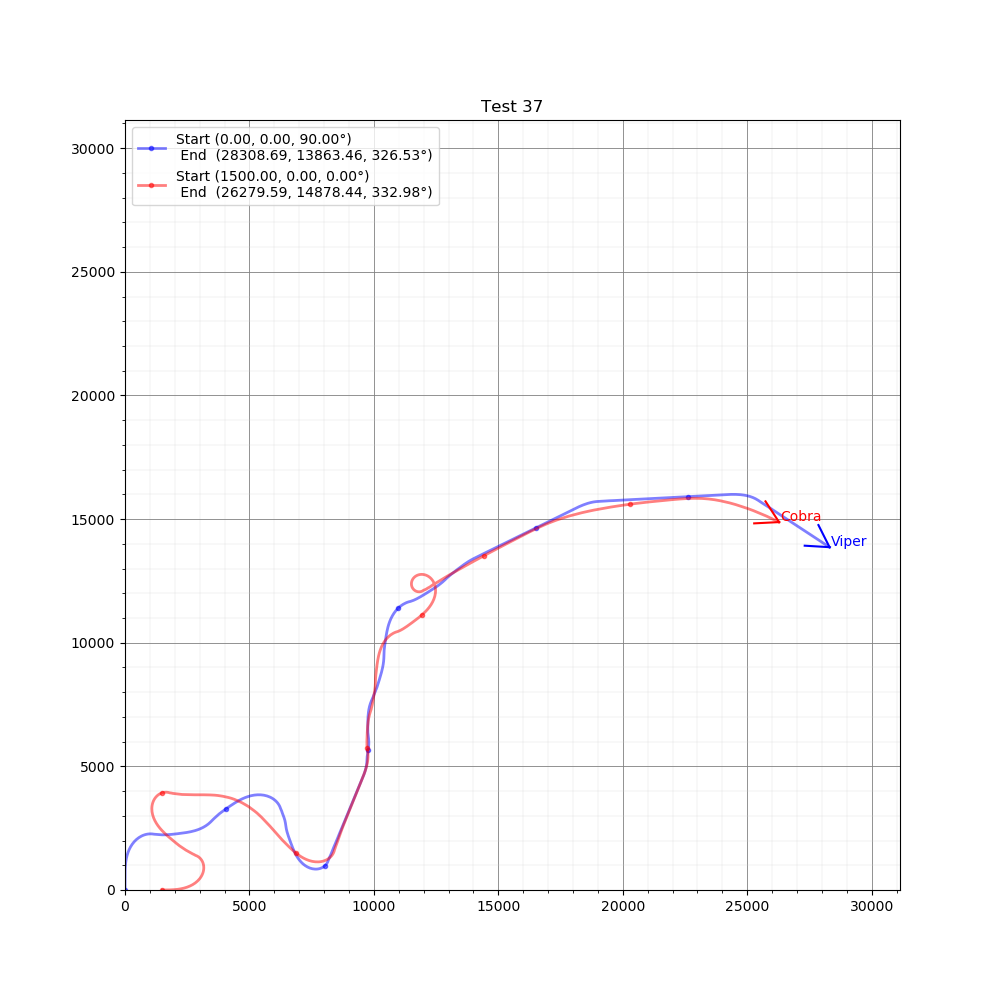 Test 37
Start (0.00, 0.00, 90.00°)
End (28308.69, 13863.46, 326.53°)
Start (1500.00, 0.00, 0.00°)
End (26279.59, 14878.44, 332.98°)
30000
25000
20000
15000
10000
5000
0
Cobra
Viper
0 5000 10000 15000 20000 25000 30000